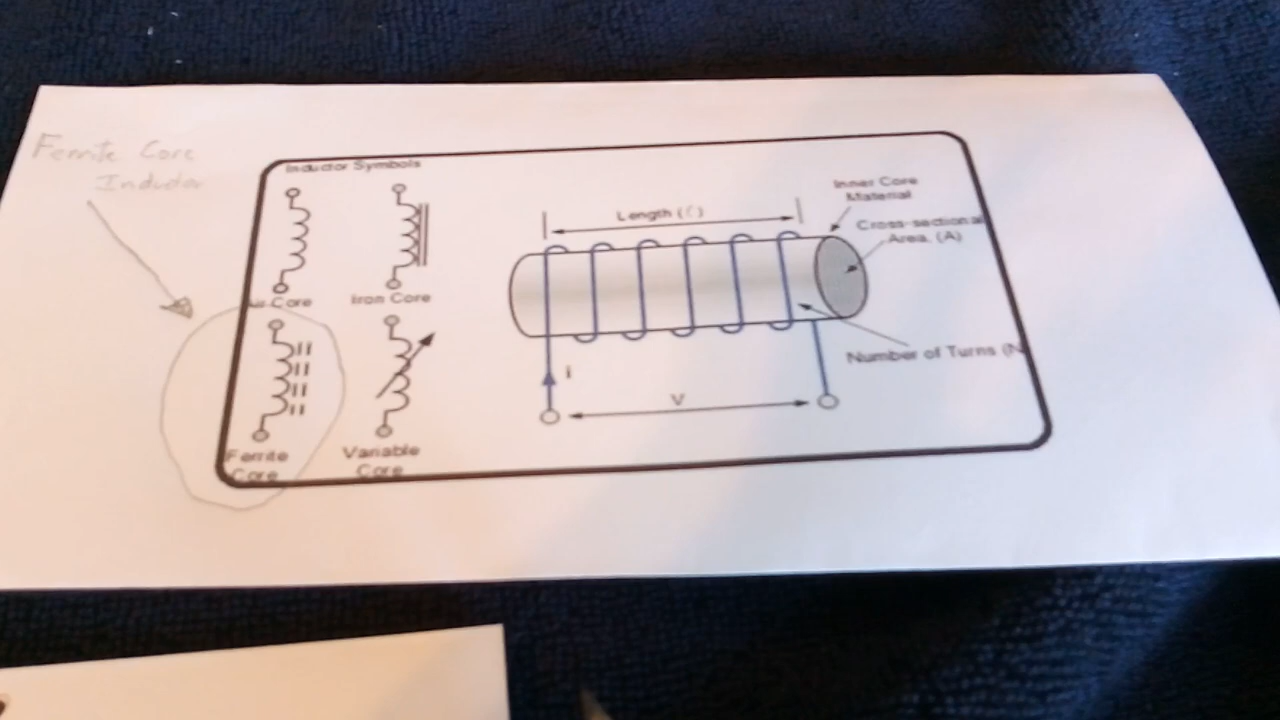 Ferrite Core
Inductor
Inductor Symbols
Air Core
Iron Core
Ferrite
Core
Variable
Core
Length (ℓ)
Inner Core
Material
Cross-sectional
Area, (A)
Number of Turns (N
i
V